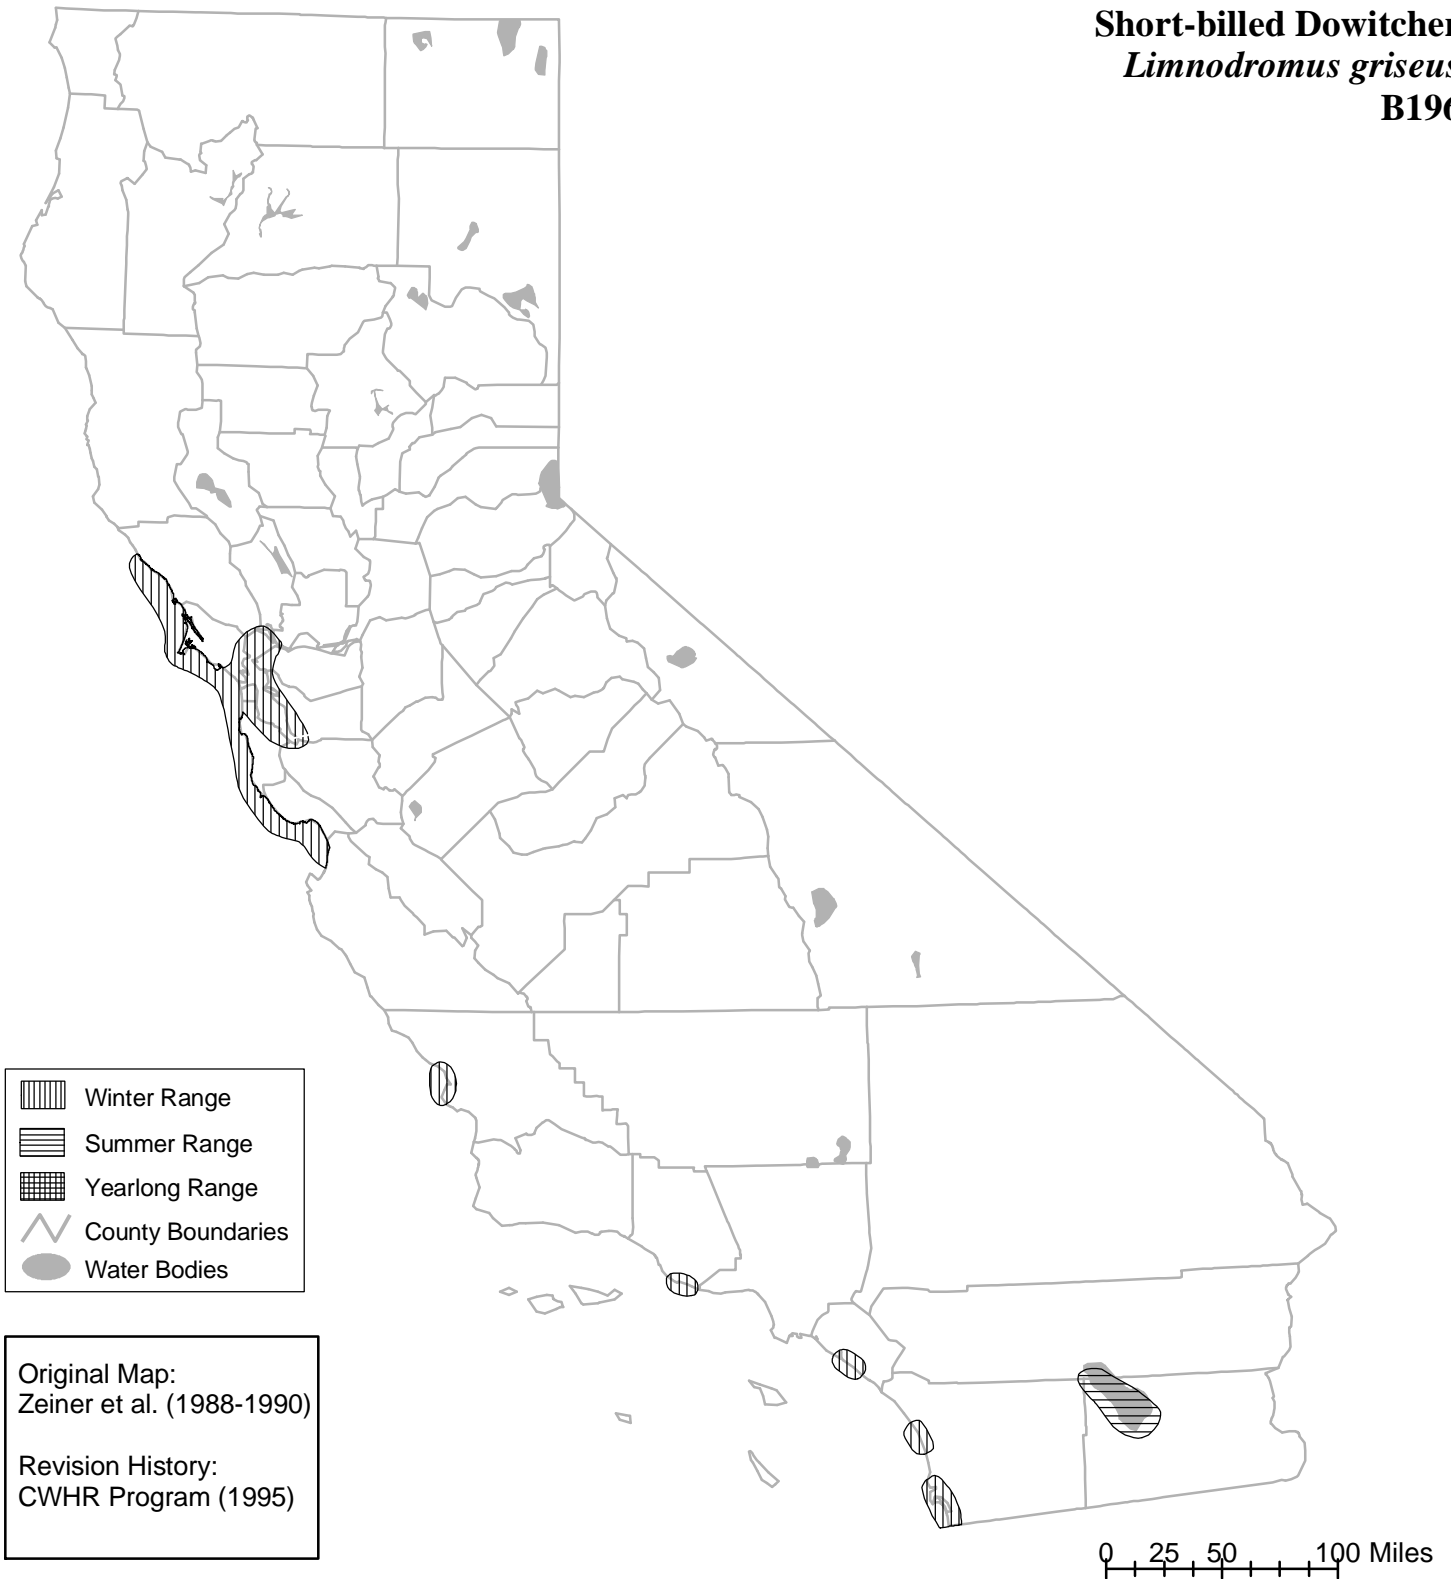 Short-billed Dowitcher
Limnodromus griseus
B196
Winter Range
Summer Range
Yearlong Range
County Boundaries
Water Bodies
Original Map:
Zeiner et al. (1988-1990)
Revision History:
CWHR Program (1995)
0 25 50 100 Miles